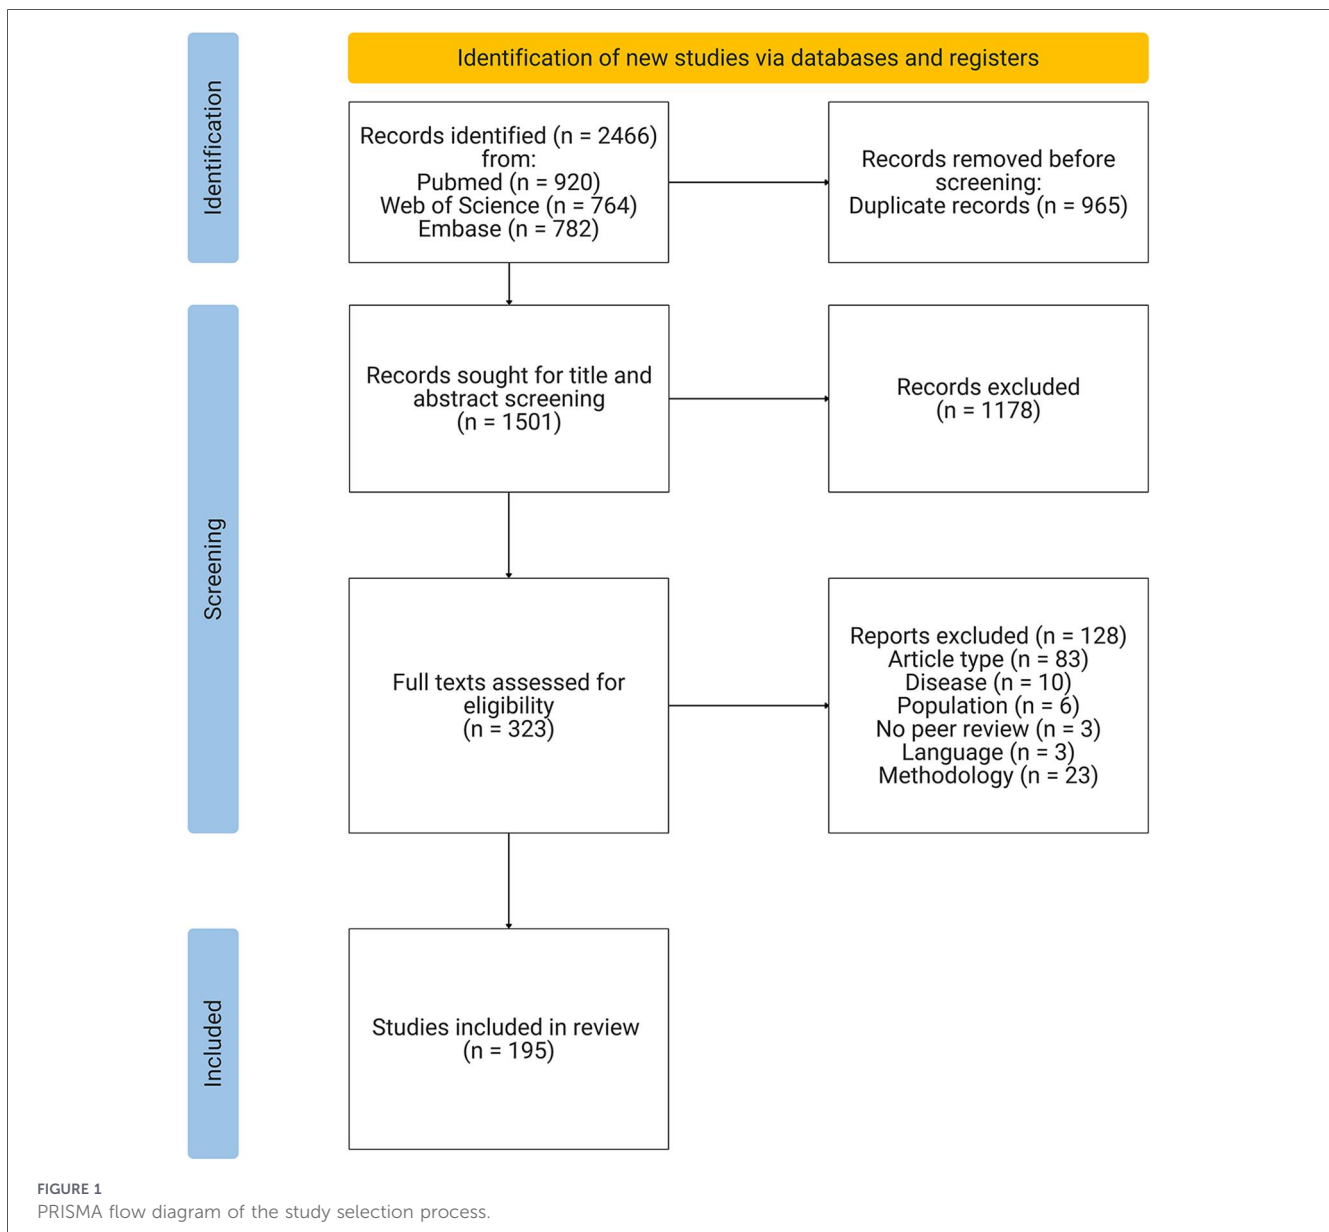 Identification of new studies via databases and registers
Identification
Records identified (n = 2466)
from:
Pubmed (n = 920)
Web of Science (n = 764)
Embase (n = 782)
Records removed before
screening:
Duplicate records (n = 965)
Screening
Records sought for title and
abstract screening
(n = 1501)
Records excluded
(n = 1178)
Full texts assessed for
eligibility
(n = 323)
Reports excluded (n = 128)
Article type (n = 83)
Disease (n = 10)
Population (n = 6)
No peer review (n = 3)
Language (n = 3)
Methodology (n = 23)
Included
Studies included in review
(n = 195)
FIGURE 1
PRISMA flow diagram of the study selection process.